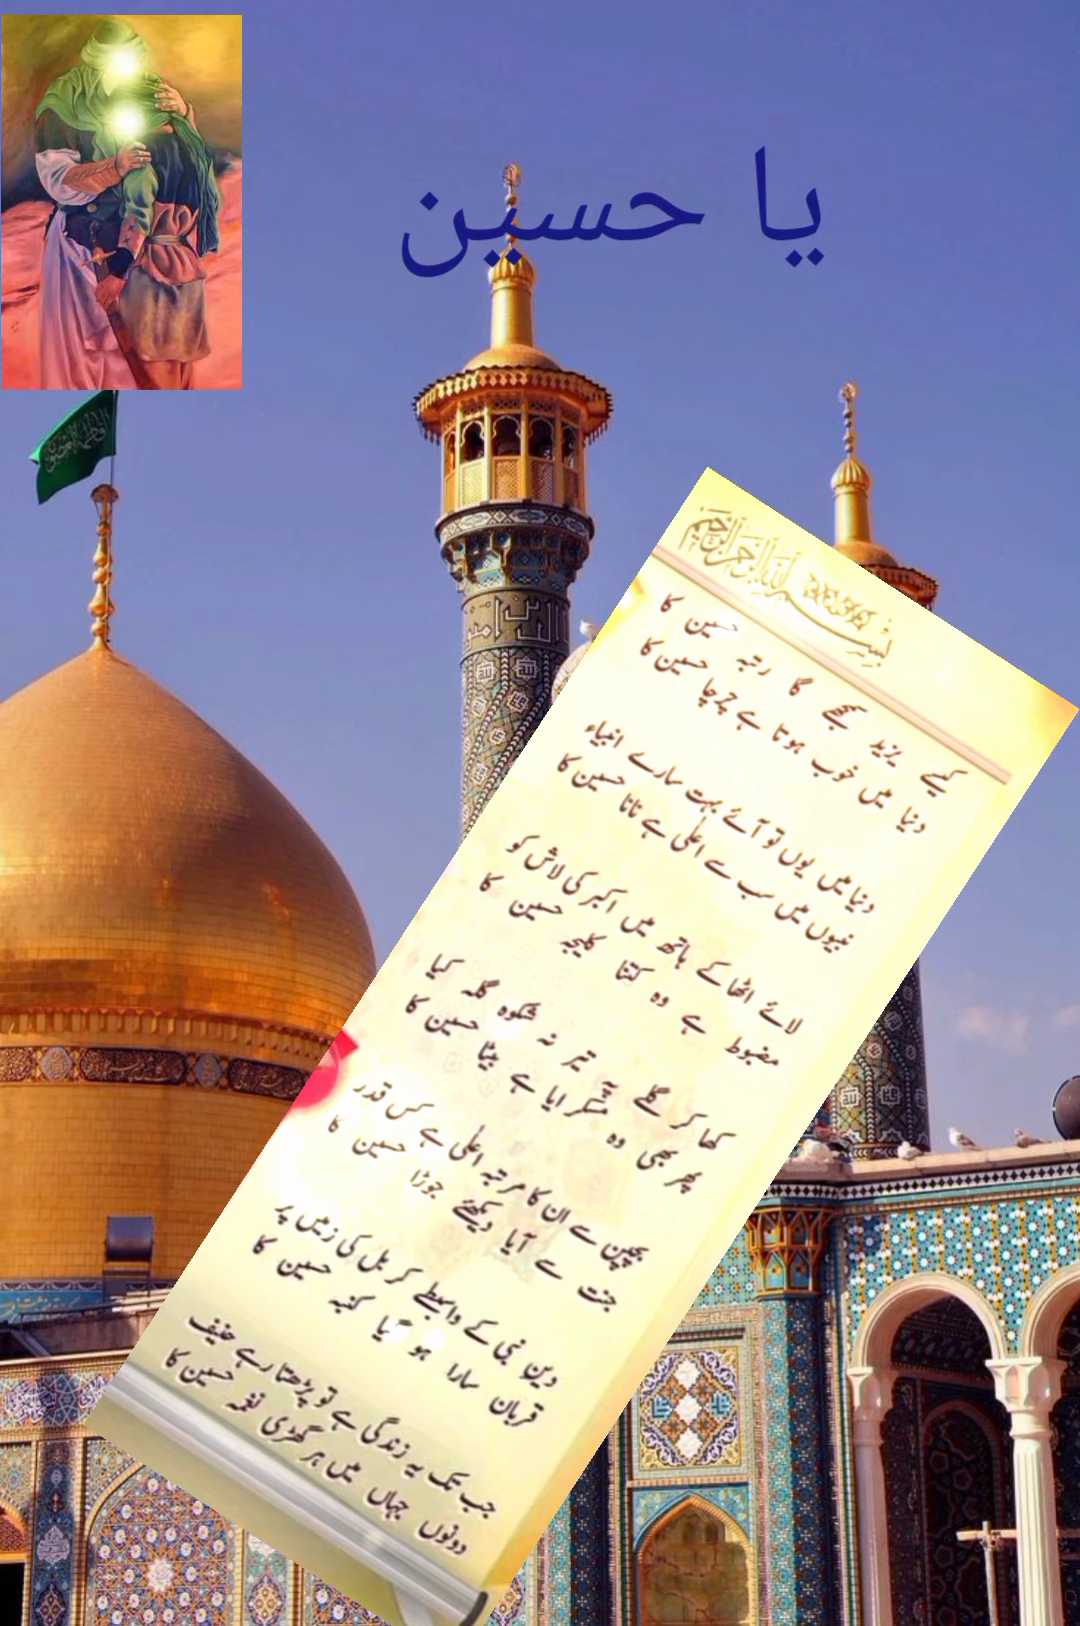 یا حسین
بسم الله الرحمن الرحيم
کیسے یزید سمجھے گا رتبہ حسین کا
دنیا میں خوب ہوتا ہے چرچا حسین کا
دنیا میں یوں تو آئے بہت سارے انبیاء
نبیوں میں سب سے اعلٰی ہے نانا حسین کا
لائے اٹھا کے ہاتھ میں اکبر کی لاش کو
مضبوط ہے وہ کتنا کلیجہ حسین کا
کھا کر گلے پہ تیر نہ شکوہ گلہ کیا
پھر بھی وہ مسکرایا ہے بیٹا حسین کا
بچپن سے ان کا مرتبہ اعلٰی ہے کس قدر
جنت سے آیا دیکھئے جوڑا حسین کا
دین نبی کے واسطے کربل کی زمیں پر
قربان سارا ہو گیا کنبہ حسین کا
جب تک یہ زندگی ہے تو پڑھتا رہے حنیف
دونوں جہاں میں ہر گھڑی نغمہ حسین کا